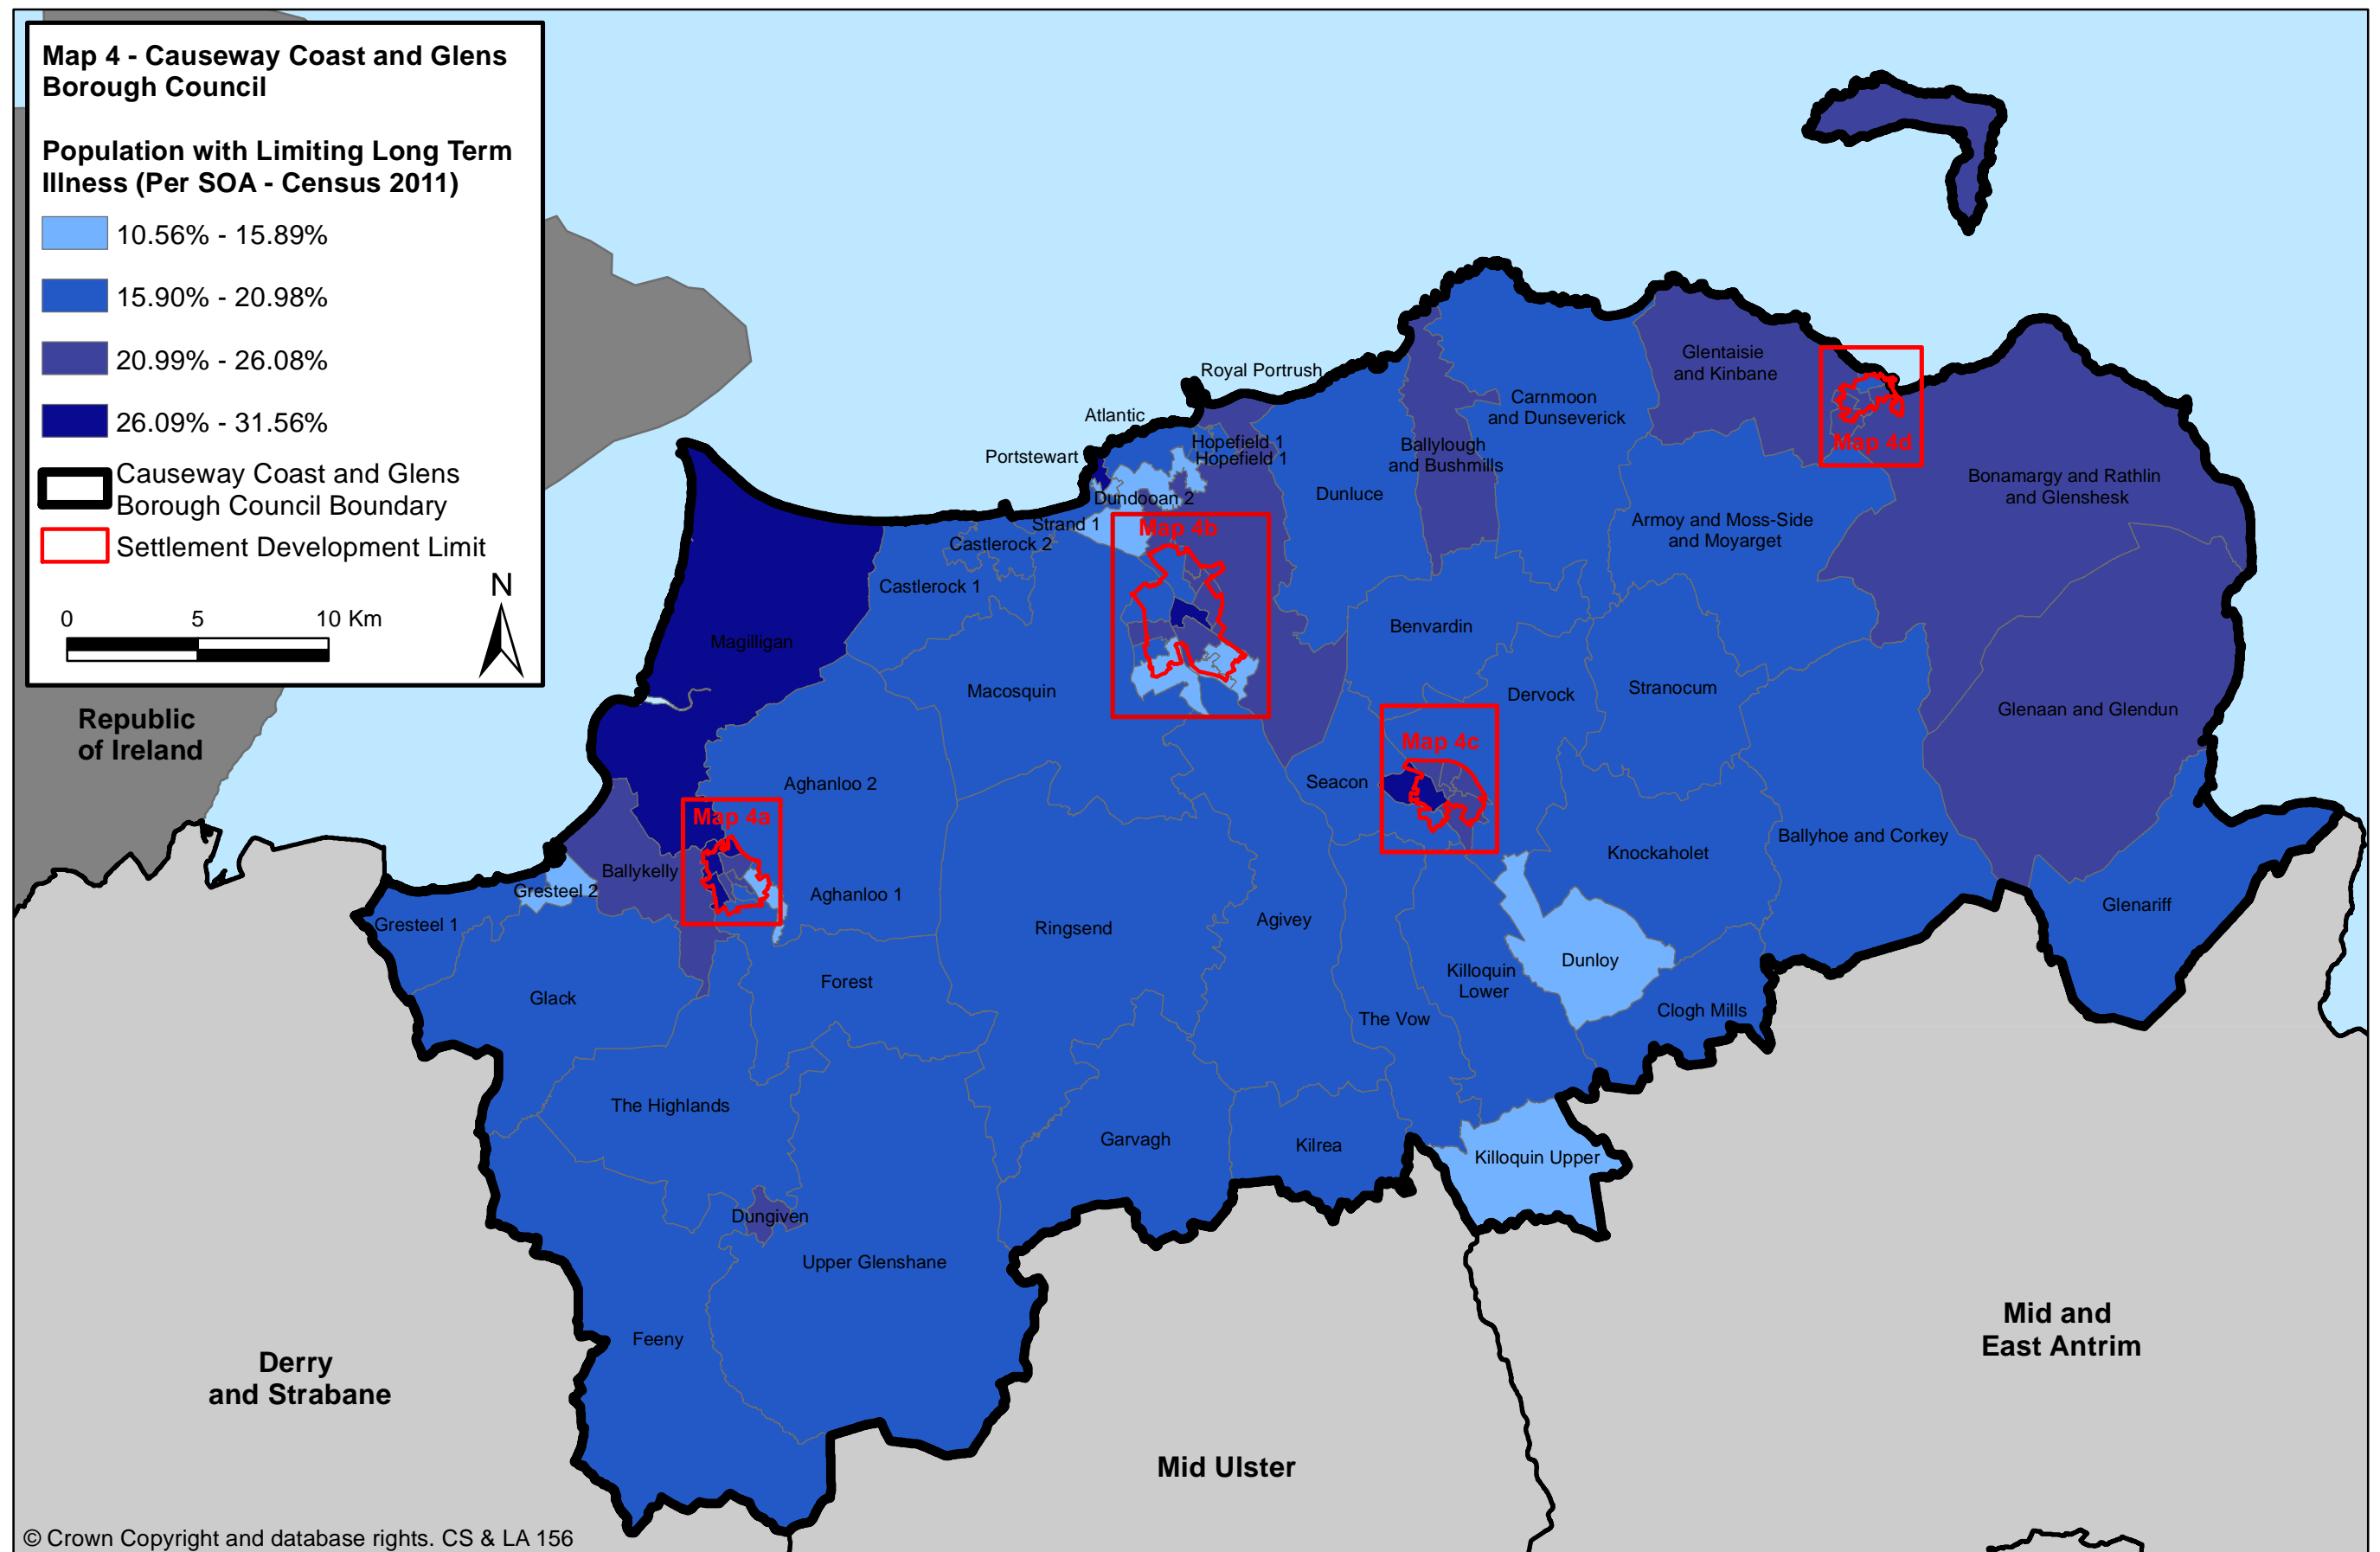 Map 4 - Causeway Coast and Glens
Borough Council
Population with Limiting Long Term
Illness (Per SOA - Census 2011)
10.56% - 15.89%
15.90% - 20.98%
20.99% - 26.08%
26.09% - 31.56%
Causeway Coast and Glens
Borough Council Boundary
Settlement Development Limit
N
0 5 10 Km
Royal Portrush
Atlantic
Portstewart
Hopefield 1
Hopefield 1
Dundooan 2
Strand 1
Castlerock 2
Castlerock 1
Map 4b
Glentaisie
and Kinbane
Carnmoon
and Dunseverick
Ballylough
and Bushmills
Dunluce
Map 4d
Bonamargy and Rathlin
and Glenshesk
Armoy and Moss-Side
and Moyarget
Benvardin
Magilligan
Macosquin
Dervock
Stranocum
Glenaan and Glendun
Republic
of Ireland
Map 4c
Seacon
Aghanloo 2
Map 4a
Ballyhoe and Corkey
Knockaholet
Ballykelly
Gresteel 2
Aghanloo 1
Glenariff
Gresteel 1
Ringsend
Agivey
Dunloy
Killoquin
Lower
Forest
Glack
Clogh Mills
The Vow
The Highlands
Garvagh
Kilrea
Killoquin Upper
Dungiven
Upper Glenshane
Feeny
Derry
and Strabane
Mid and
East Antrim
Mid Ulster
© Crown Copyright and database rights. CS & LA 156